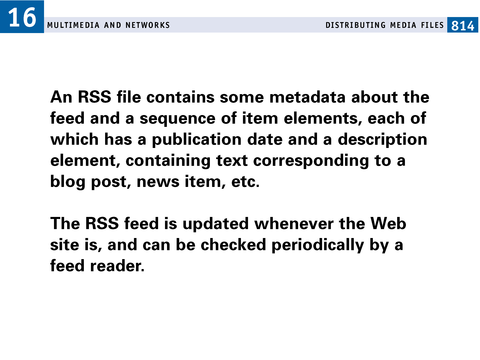 16
MULTIMEDIA AND NETWORKS
DISTRIBUTING MEDIA FILES
814
An RSS file contains some metadata about the
feed and a sequence of item elements, each of
which has a publication date and a description
element, containing text corresponding to a
blog post, news item, etc.
The RSS feed is updated whenever the Web
site is, and can be checked periodically by a
feed reader.